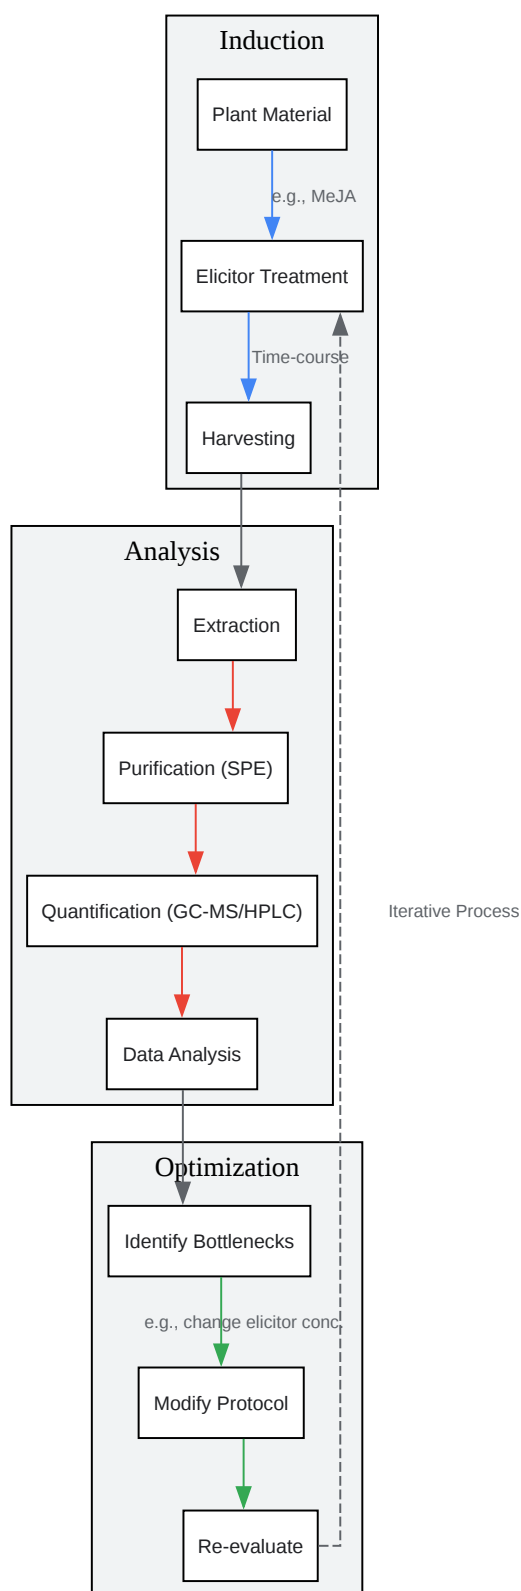 Induction
Plant Material
e.g., MeJA
Elicitor Treatment
Time-course
Harvesting
Analysis
Extraction
Purification (SPE)
Quantification (GC-MS/HPLC)
Iterative Process
Data Analysis
Optimization
Identify Bottlenecks
e.g., change elicitor conc.
Modify Protocol
Re-evaluate